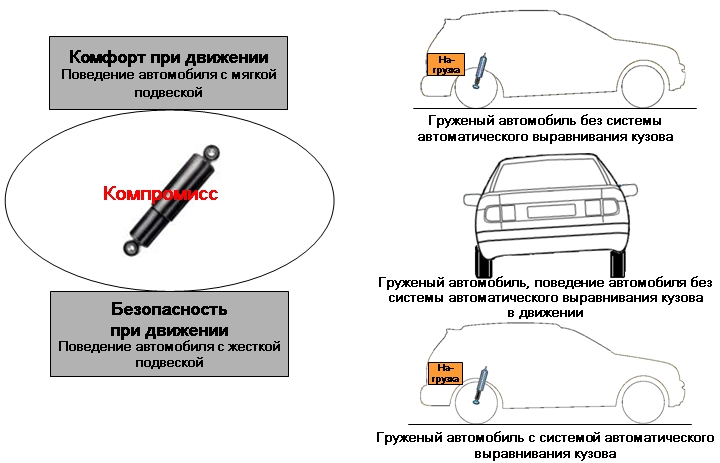 Комфорт при движении
Поведение автомобиля с мягкой
подвеской
Компромисс
Безопасность
при движении
Поведение автомобиля с жесткой
подвеской
На-
грузка
Груженый автомобиль без системы
автоматического выравнивания кузова
Груженый автомобиль, поведение автомобиля без
системы автоматического выравнивания кузова
в движении
На-
грузка
Груженый автомобиль с системой автоматического
выравнивания кузова